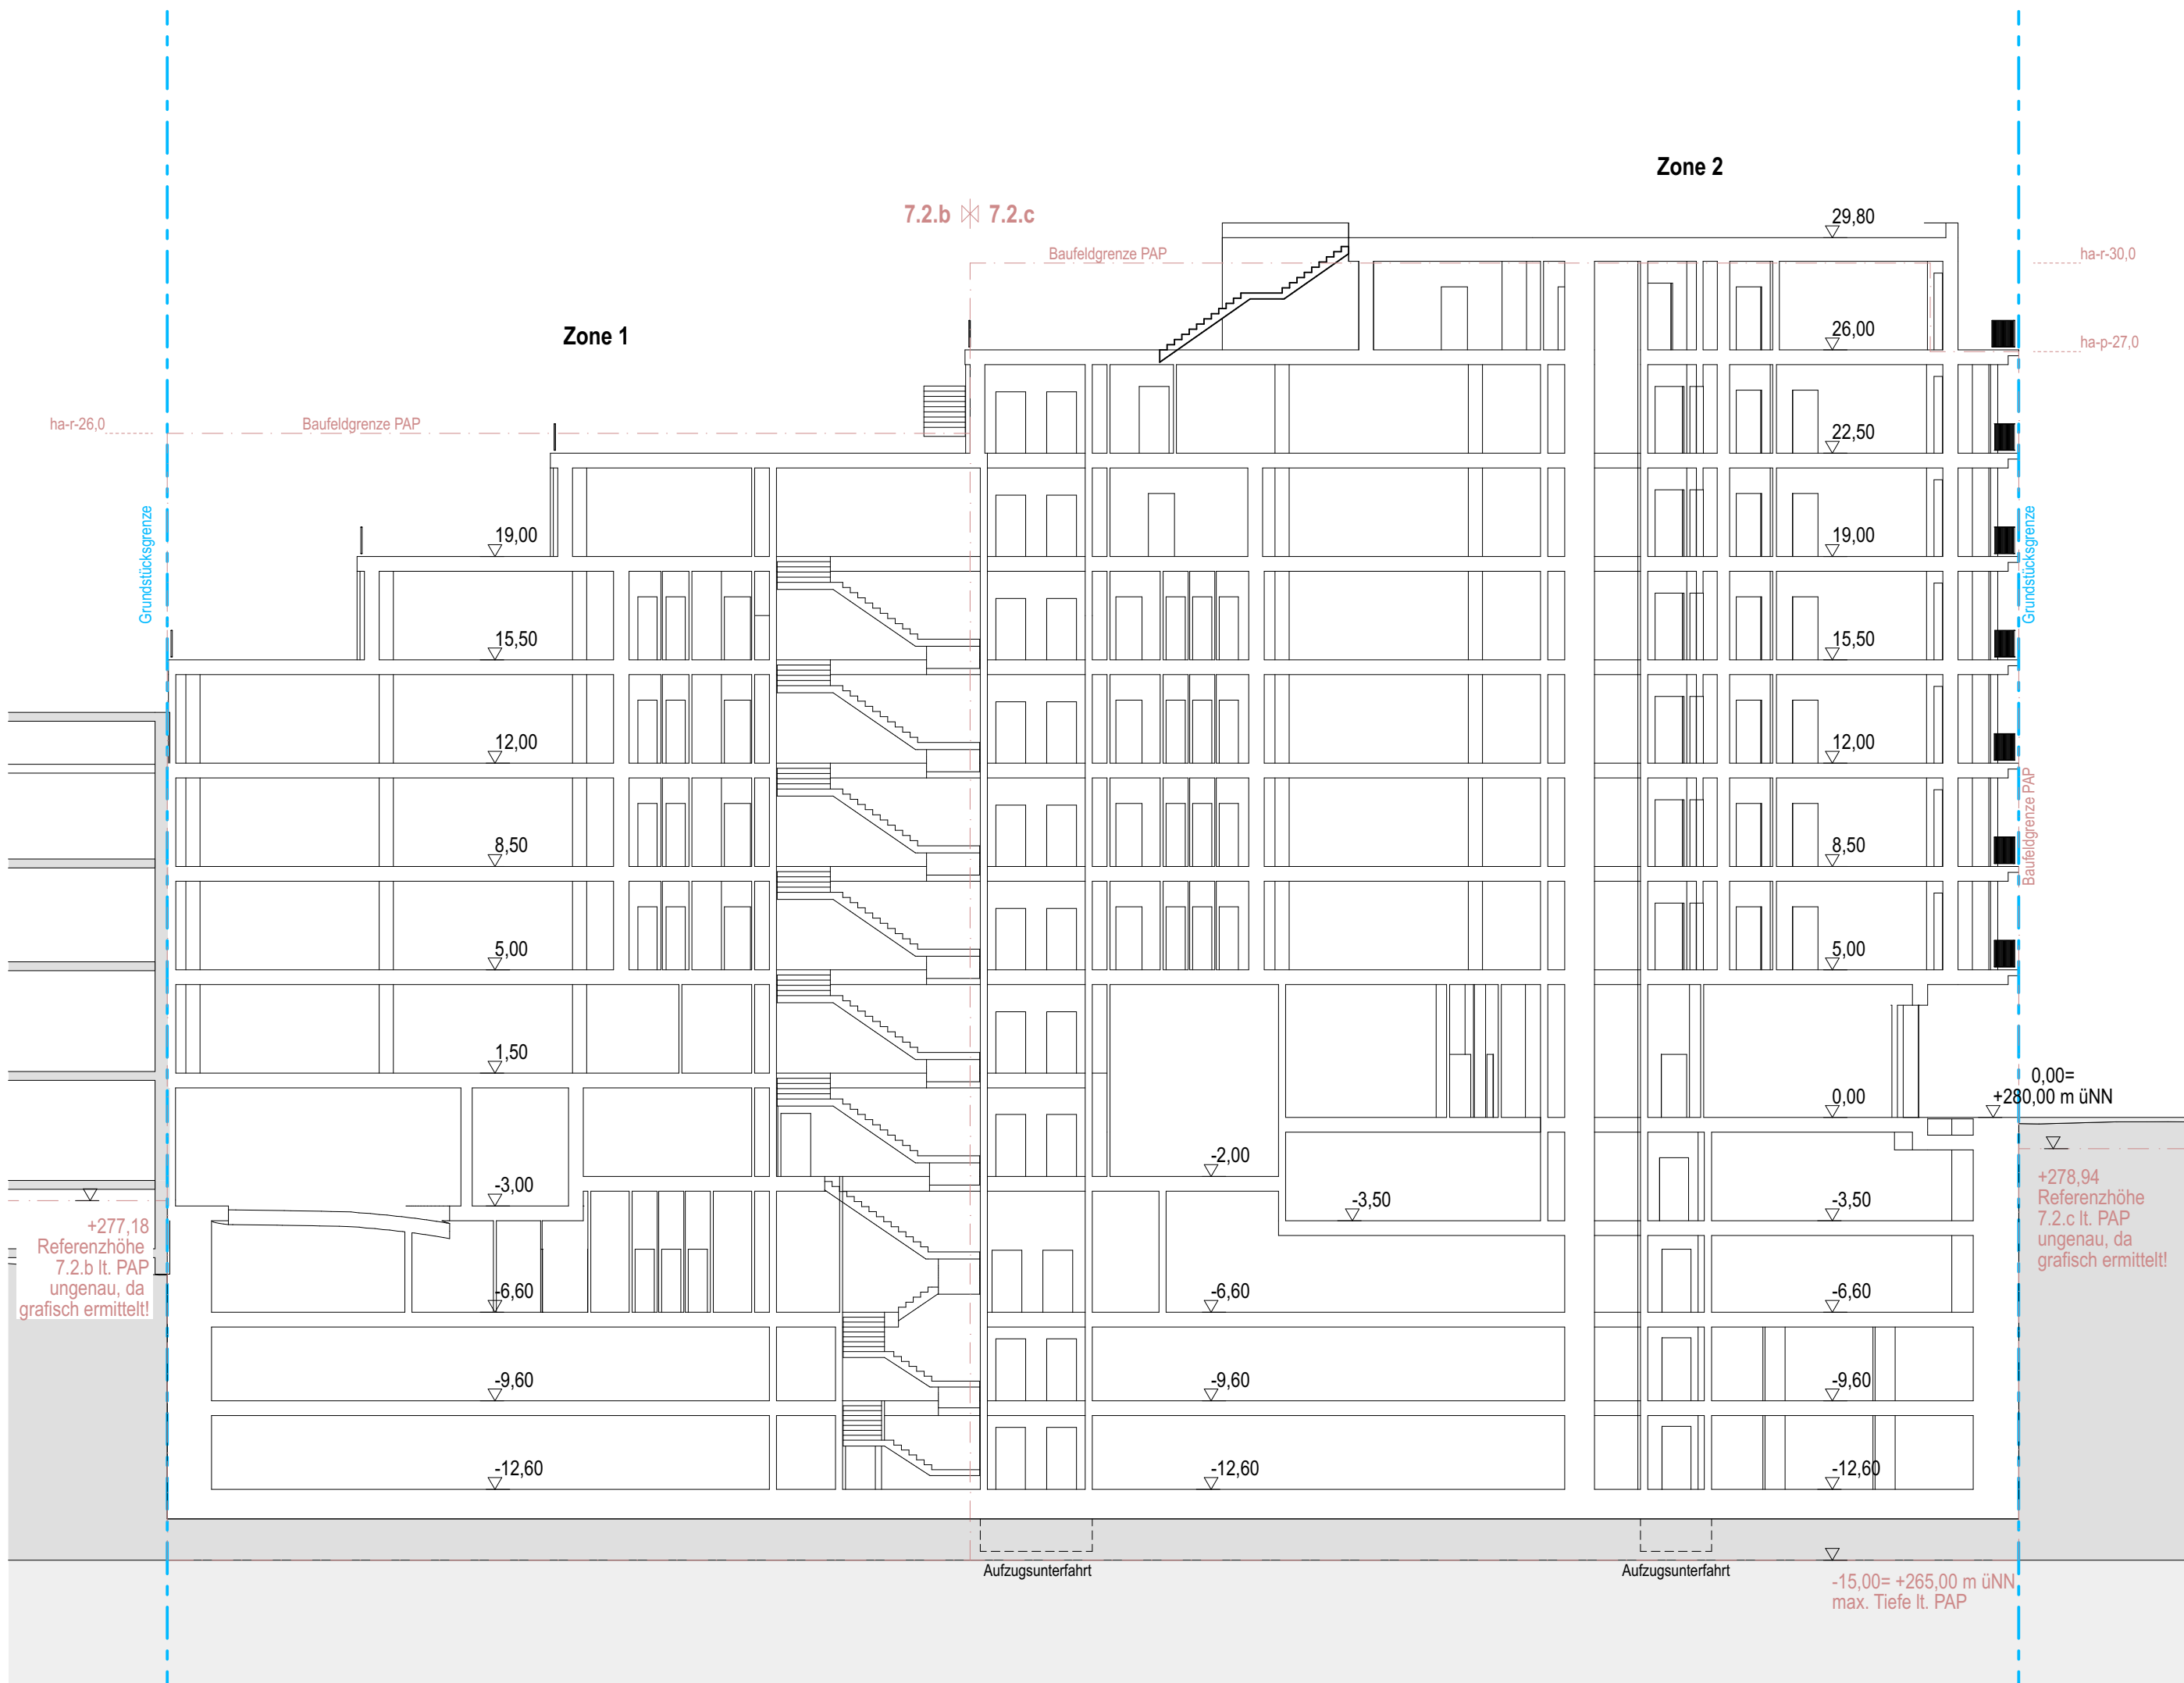 Zone 2
7.2.b 7.2.c
29,80
Baufeldgrenze PAP
ha-r-30,0
Zone 1
26,00
ha-p-27,0
ha-r-26,0
Baufeldgrenze PAP
22,50
Grundstücksgrenze
19,00
19,00
Grundstücksgrenze
15,50
15,50
12,00
12,00
Baufeldgrenze PAP
8,50
8,50
5,00
5,00
1,50
0,00
0,00=
+280,00 m üNN
-2,00
-3,00
-3,50
-3,50
+277,18
Referenzhöhe
7.2.b lt. PAP
ungenau, da
grafisch ermittelt!
+278,94
Referenzhöhe
7.2.c lt. PAP
ungenau, da
grafisch ermittelt!
-6,60
-6,60
-6,60
-9,60
-9,60
-9,60
-12,60
-12,60
-12,60
Aufzugsunterfahrt
Aufzugsunterfahrt
-15,00= +265,00 m üNN
max. Tiefe lt. PAP